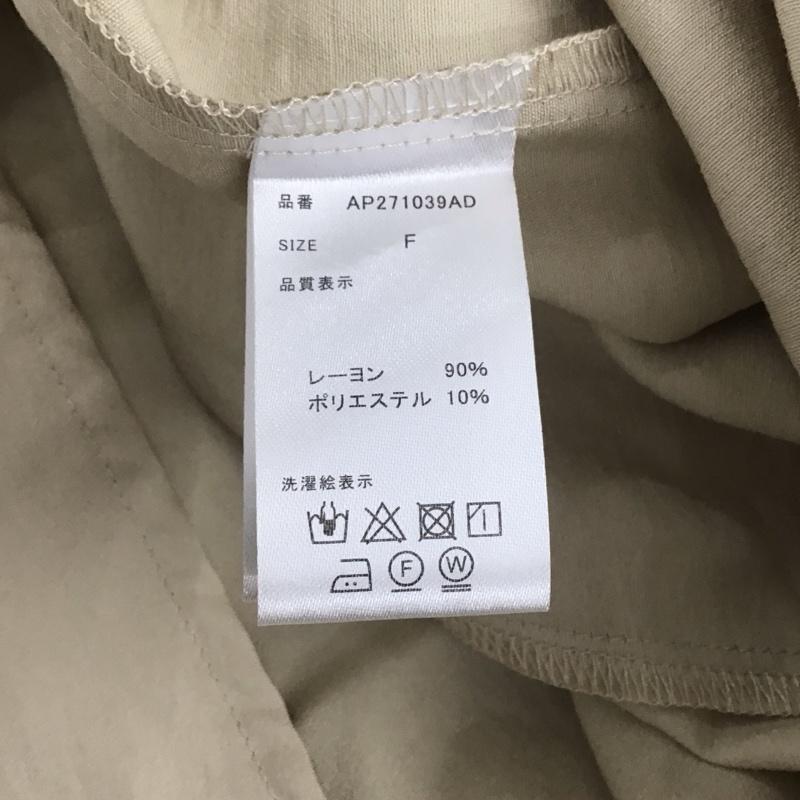 品番 AP271039AD
SIZE F
品質表示
レーヨン 90%
ポリエステル 10%
洗濯絵表示
F W